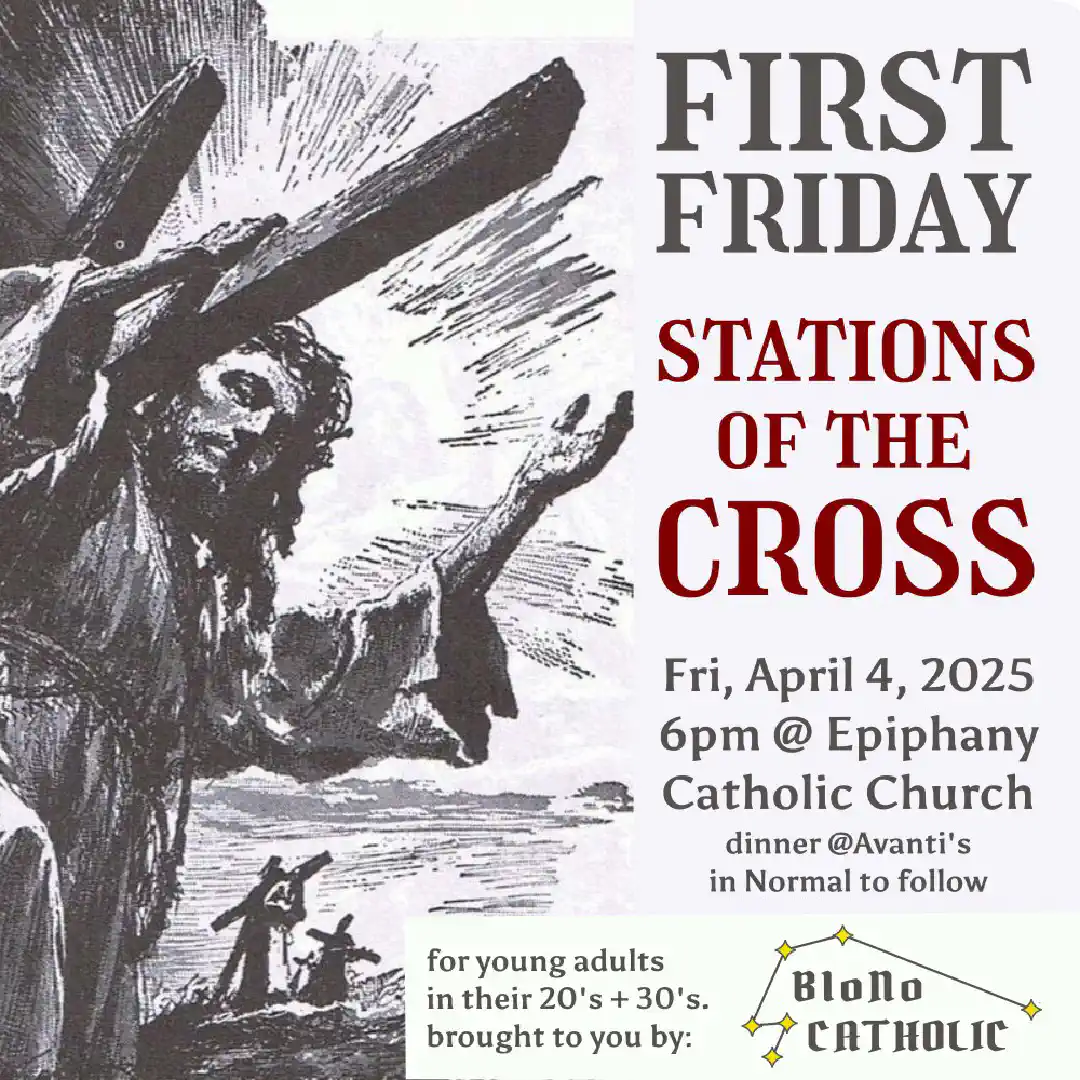 FIRST
FRIDAY
STATIONS
OF THE
CROSS
Fri, April 4, 2025
6pm @ Epiphany
Catholic Church
dinner @Avanti's
in Normal to follow
for young adults
in their 20's + 30's.
brought to you by:
BloNo
CATHOLIC